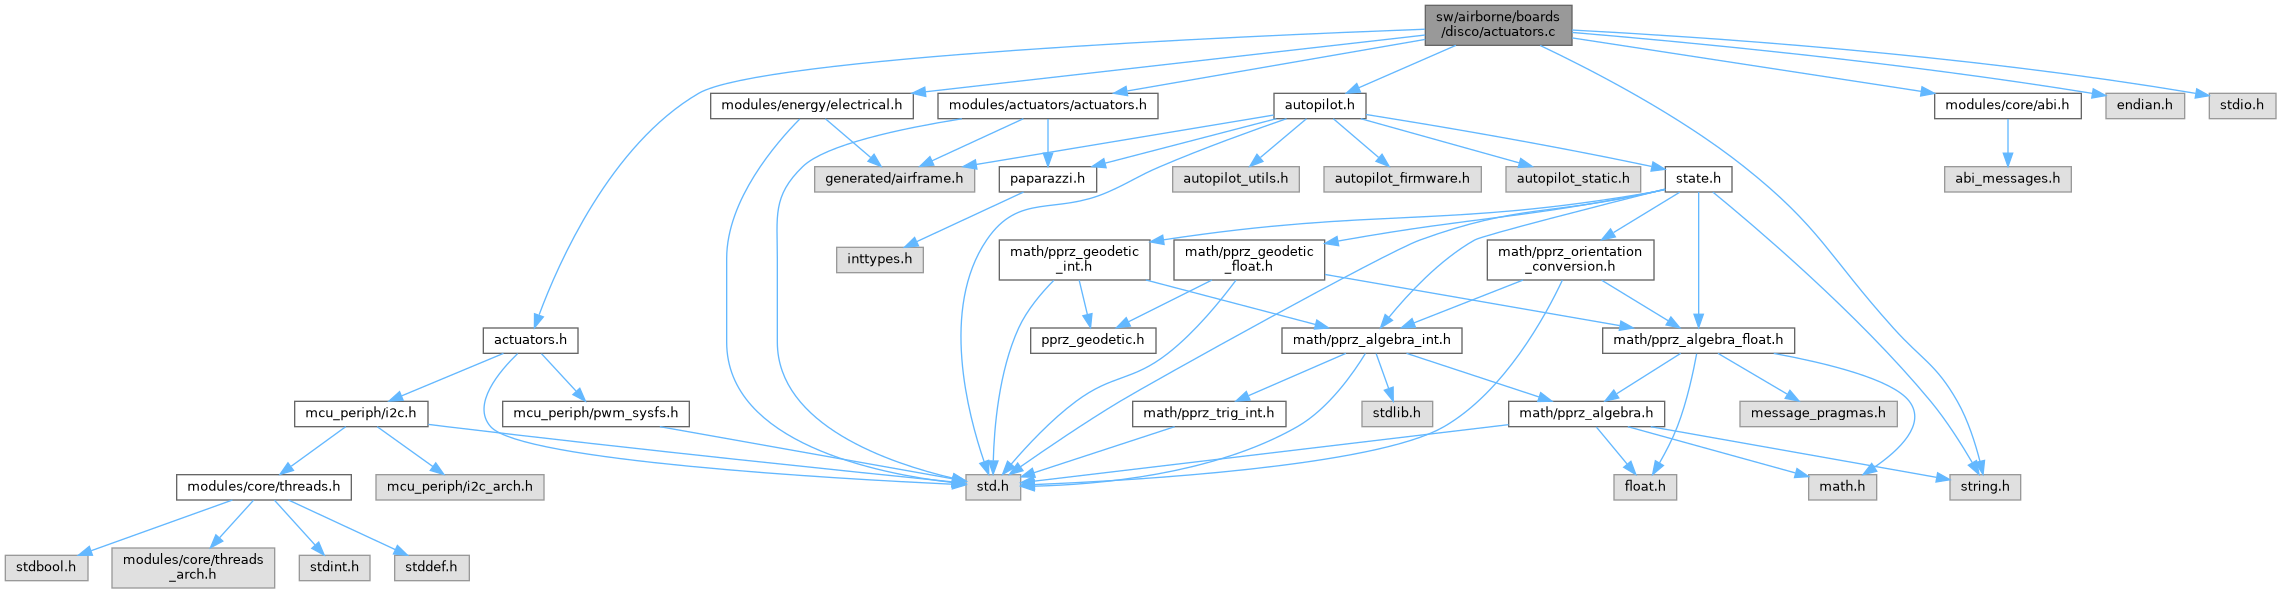 sw/airborne/boards
/disco/actuators.c
modules/energy/electrical.h
modules/actuators/actuators.h
autopilot.h
modules/core/abi.h
endian.h
stdio.h
generated/airframe.h
paparazzi.h
autopilot_utils.h
autopilot_firmware.h
autopilot_static.h
state.h
abi_messages.h
inttypes.h
math/pprz_geodetic
_int.h
math/pprz_geodetic
_float.h
math/pprz_orientation
_conversion.h
actuators.h
pprz_geodetic.h
math/pprz_algebra_int.h
math/pprz_algebra_float.h
mcu_periph/i2c.h
mcu_periph/pwm_sysfs.h
math/pprz_trig_int.h
stdlib.h
math/pprz_algebra.h
message_pragmas.h
modules/core/threads.h
mcu_periph/i2c_arch.h
std.h
float.h
math.h
string.h
stdbool.h
modules/core/threads
_arch.h
stdint.h
stddef.h